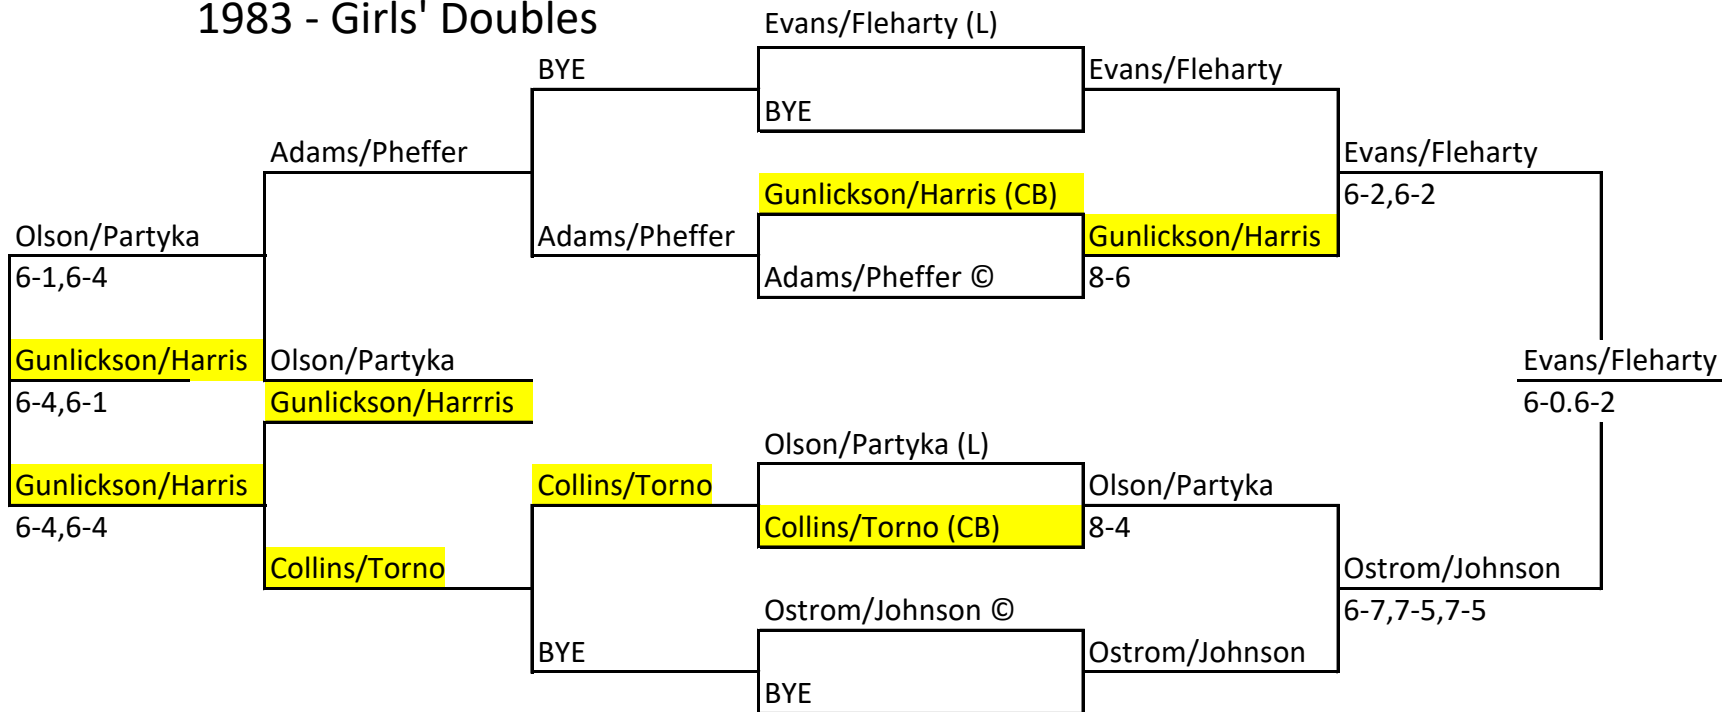 1983 - Girls' Doubles
Evans/Fleharty (L)
BYE
Evans/Fleharty
BYE
Adams/Pheffer
Evans/Fleharty
Gunlickson/Harris (CB)
6-2,6-2
Olson/Partyka
Adams/Pheffer
Gunlickson/Harris
6-1,6-4
Adams/Pheffer ©
8-6
Gunlickson/Harris
Olson/Partyka
Evans/Fleharty
6-4,6-1
Gunlickson/Harrris
6-0.6-2
Olson/Partyka (L)
Gunlickson/Harris
Collins/Torno
Olson/Partyka
6-4,6-4
Collins/Torno (CB)
8-4
Collins/Torno
Ostrom/Johnson
Ostrom/Johnson ©
6-7,7-5,7-5
BYE
Ostrom/Johnson
BYE